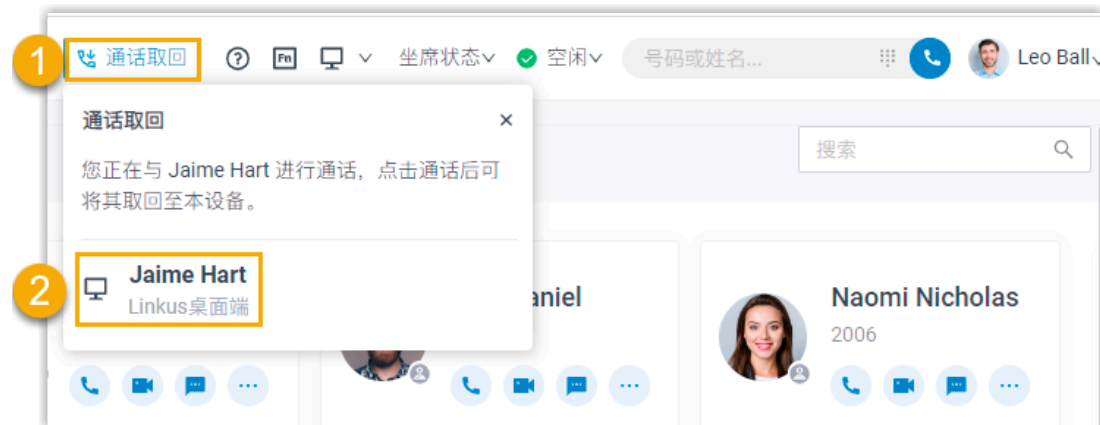 1
通话取回
Fn
坐席状态
空闲
号码或姓名...
Leo Ball
通话取回
您正在与 Jaime Hart 进行通话，点击通话后可
将其取回至本设备。
搜索
2
Jaime Hart
Linkus桌面端
aniel
Naomi Nicholas
2006